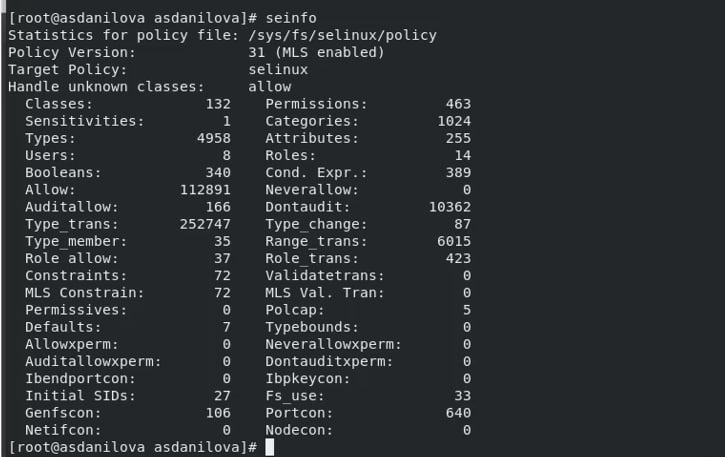 [root@asdanilova asdanilova]# seinfo
Statistics for policy file: /sys/fs/selinux/policy
Policy Version:             31 (MLS enabled)
Target Policy:              selinux
Handle unknown classes:     allow
  Classes:             132    Permissions:         463
  Sensitivities:         1    Categories:         1024
  Types:              4958    Attributes:          255
  Users:                 8    Roles:                14
  Booleans:            340    Cond. Expr.:         389
  Allow:            112891    Neverallow:            0
  Auditallow:          166    Dontaudit:         10362
  Type_trans:       252747    Type_change:          87
  Type_member:          35    Range_trans:        6015
  Role allow:           37    Role_trans:          423
  Constraints:          72    Validatetrans:         0
  MLS Constrain:        72    MLS Val. Tran:         0
  Permissives:           0    Polcap:                5
  Defaults:              7    Typebounds:            0
  Allowxperm:            0    Neverallowxperm:       0
  Auditallowxperm:       0    Dontauditxperm:        0
  Ibendportcon:          0    Ibpkeycon:             0
  Initial SIDs:         27    Fs_use:               33
  Genfscon:            106    Portcon:             640
  Netifcon:              0    Nodecon:               0
[root@asdanilova asdanilova]#